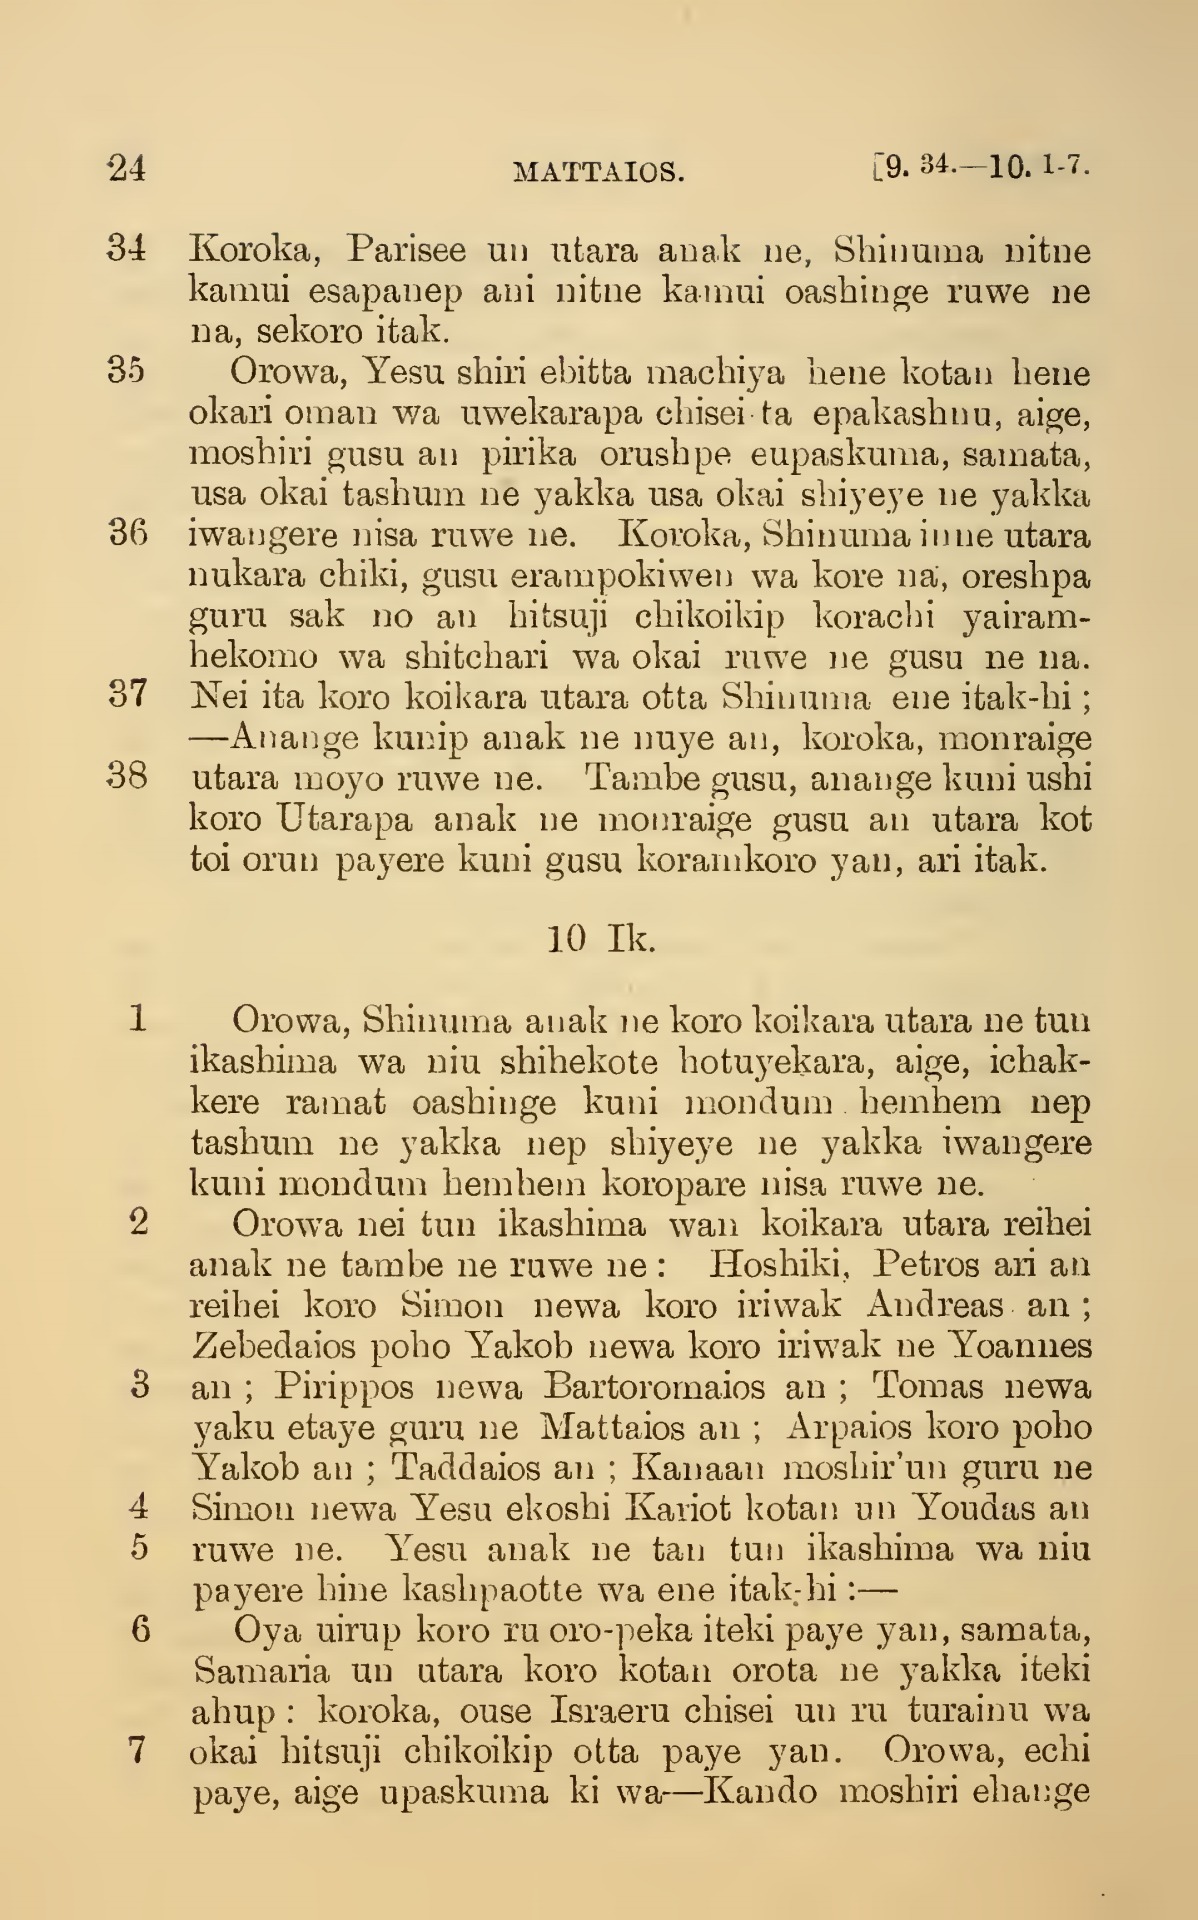 24 MATTAIOS. [9. 34.—10. 1-7.
34 Koroka, Parisee un utara anak ne, Shinuma nitne
kamui esapanep ani nitne kamui oashinge ruwe ne
na, sekoro itak.
35 Orowa, Yesu shiri ebitta machiya hene kotan hene
okari oman wa uwekarapa chisei ta epakashnu, aige,
moshiri gusu an pirika orushpe eupaskuma, samata,
usa okai tashum ne yakka usa okai shiyeye ne yakka
36 iwangere nisa ruwe ne. Koroka, Shinuma inne utara
nukara chiki, gusu erampokiwen wa kore na, oreshpa
guru sak no an hitsuji chikoikip korachi yairam-
hekomo wa shitchari wa okai ruwe ne gusu ne na.
37 Nei ita koro koikara utara otta Shinuma ene itak-hi ;
—Anange kunip anak ne nuye an, koroka, monraige
38 utara moyo ruwe ne. Tambe gusu, anange kuni ushi
koro Utarapa anak ne monraige gusu an utara kot
toi orun payere kuni gusu koramkoro yan, ari itak.
10 Ik.
1 Orowa, Shinuma anak ne koro koikara utara ne tun
ikashima wa niu shihekote hotuyekara, aige, ichak-
kere ramat oashinge kuni mondum hemhem nep
tashum ne yakka nep shiyeye ne yakka iwangere
kuni mondum hemhem koropare nisa ruwe ne.
2 Orowa nei tun ikashima wan koikara utara reihei
anak ne tambe ne ruwe ne : Hoshiki, Petros ari an
reihei koro Simon newa koro iriwak Andreas an ;
Zebedaios poho Yakob newa koro iriwak ne Yoannes
3 an ; Pirippos newa Bartoromaios an ; Tomas newa
yaku etaye guru ne Mattaios an ; Arpaios koro poho
Yakob an ; Taddaios an ; Kanaan moshir'un guru ne
4 Simon newa Yesu ekoshi Kariot kotan un Youdas an
5 ruwe ne. Yesu anak ne tan tun ikashima wa niu
payere hine kashpaotte wa ene itak-hi :—
6 Oya uirup koro ru oro-peka iteki paye yan, samata,
Samaria un utara koro kotan orota ne yakka iteki
ahup : koroka, ouse Israeru chisei un ru turainu wa
7 okai hitsuji chikoikip otta paye yan. Orowa, echi
paye, aige upaskuma ki wa—Kando moshiri ehange